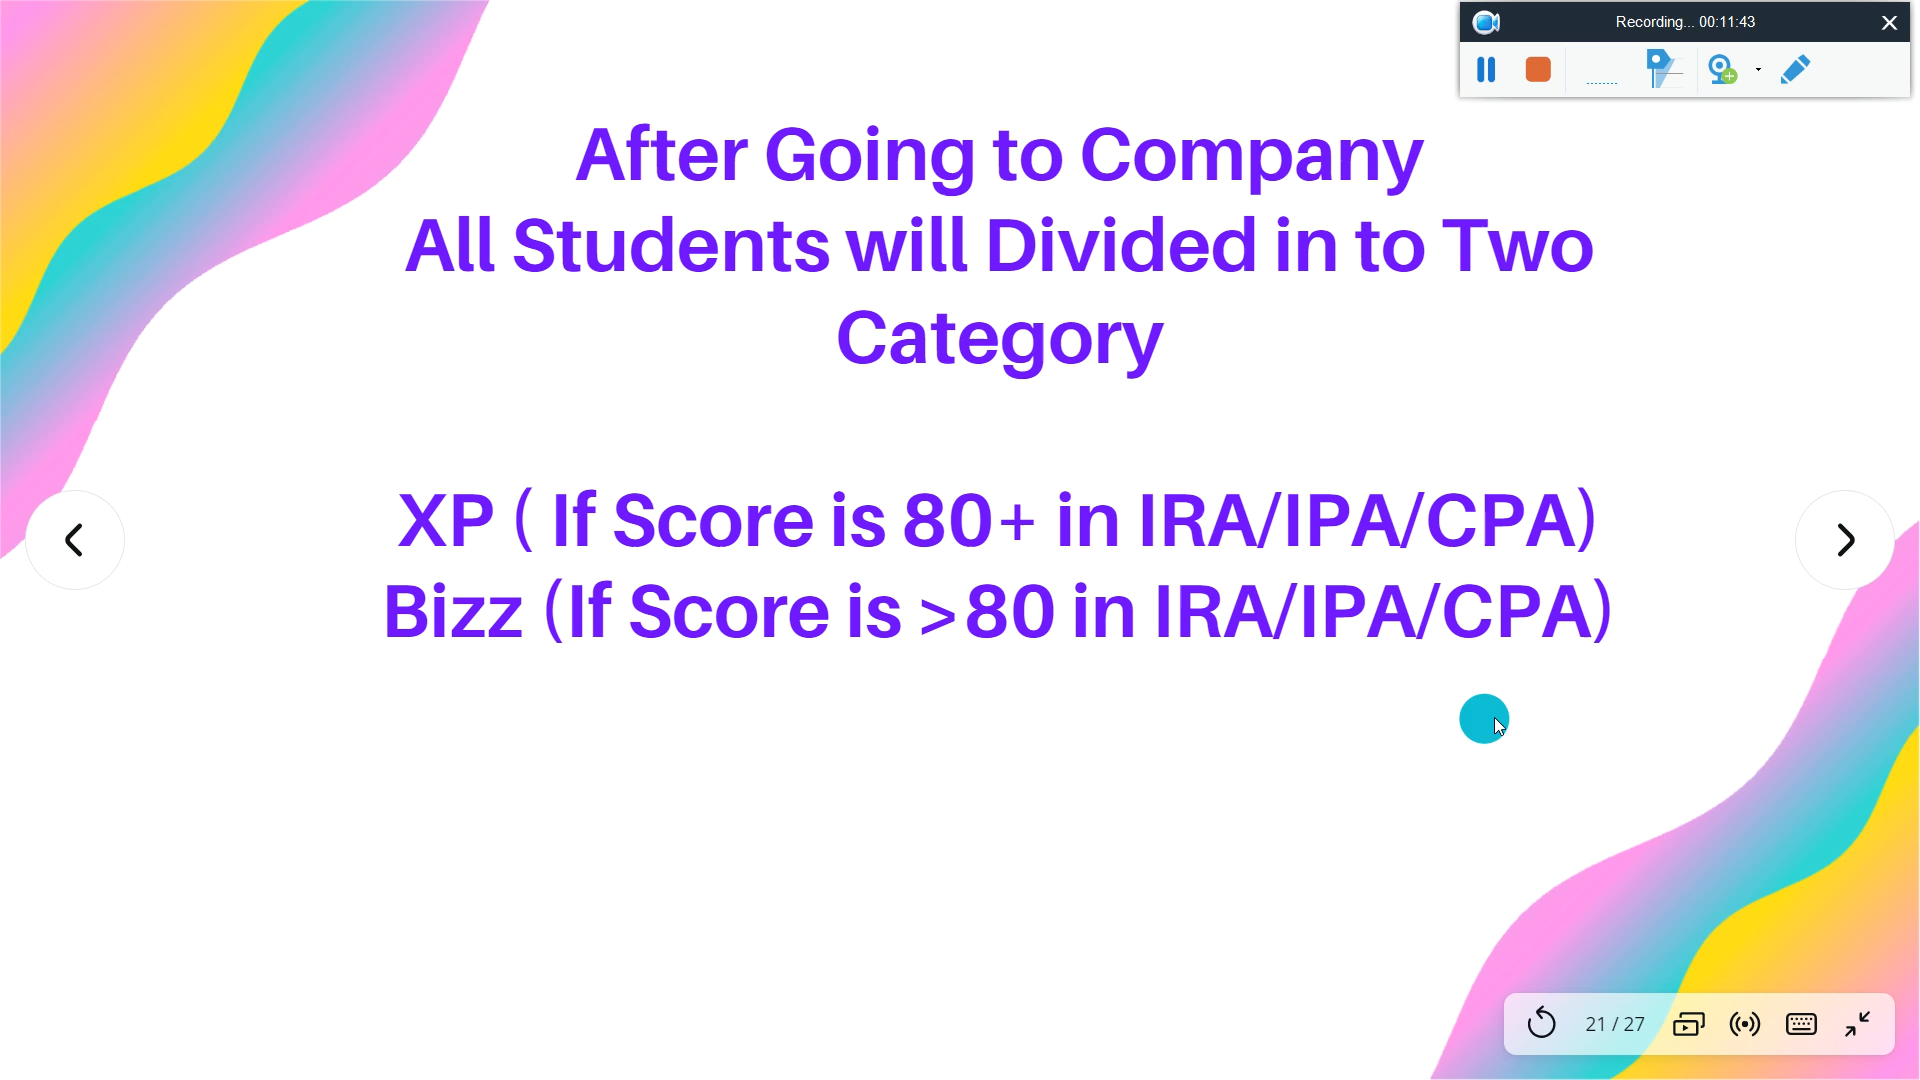 Recording... 00:11:43
After Going to Company
All Students will Divided in to Two
Category
XP ( If Score is 80+ in IRA/IPA/CPA)
Bizz (If Score is >80 in IRA/IPA/CPA)
21 / 27